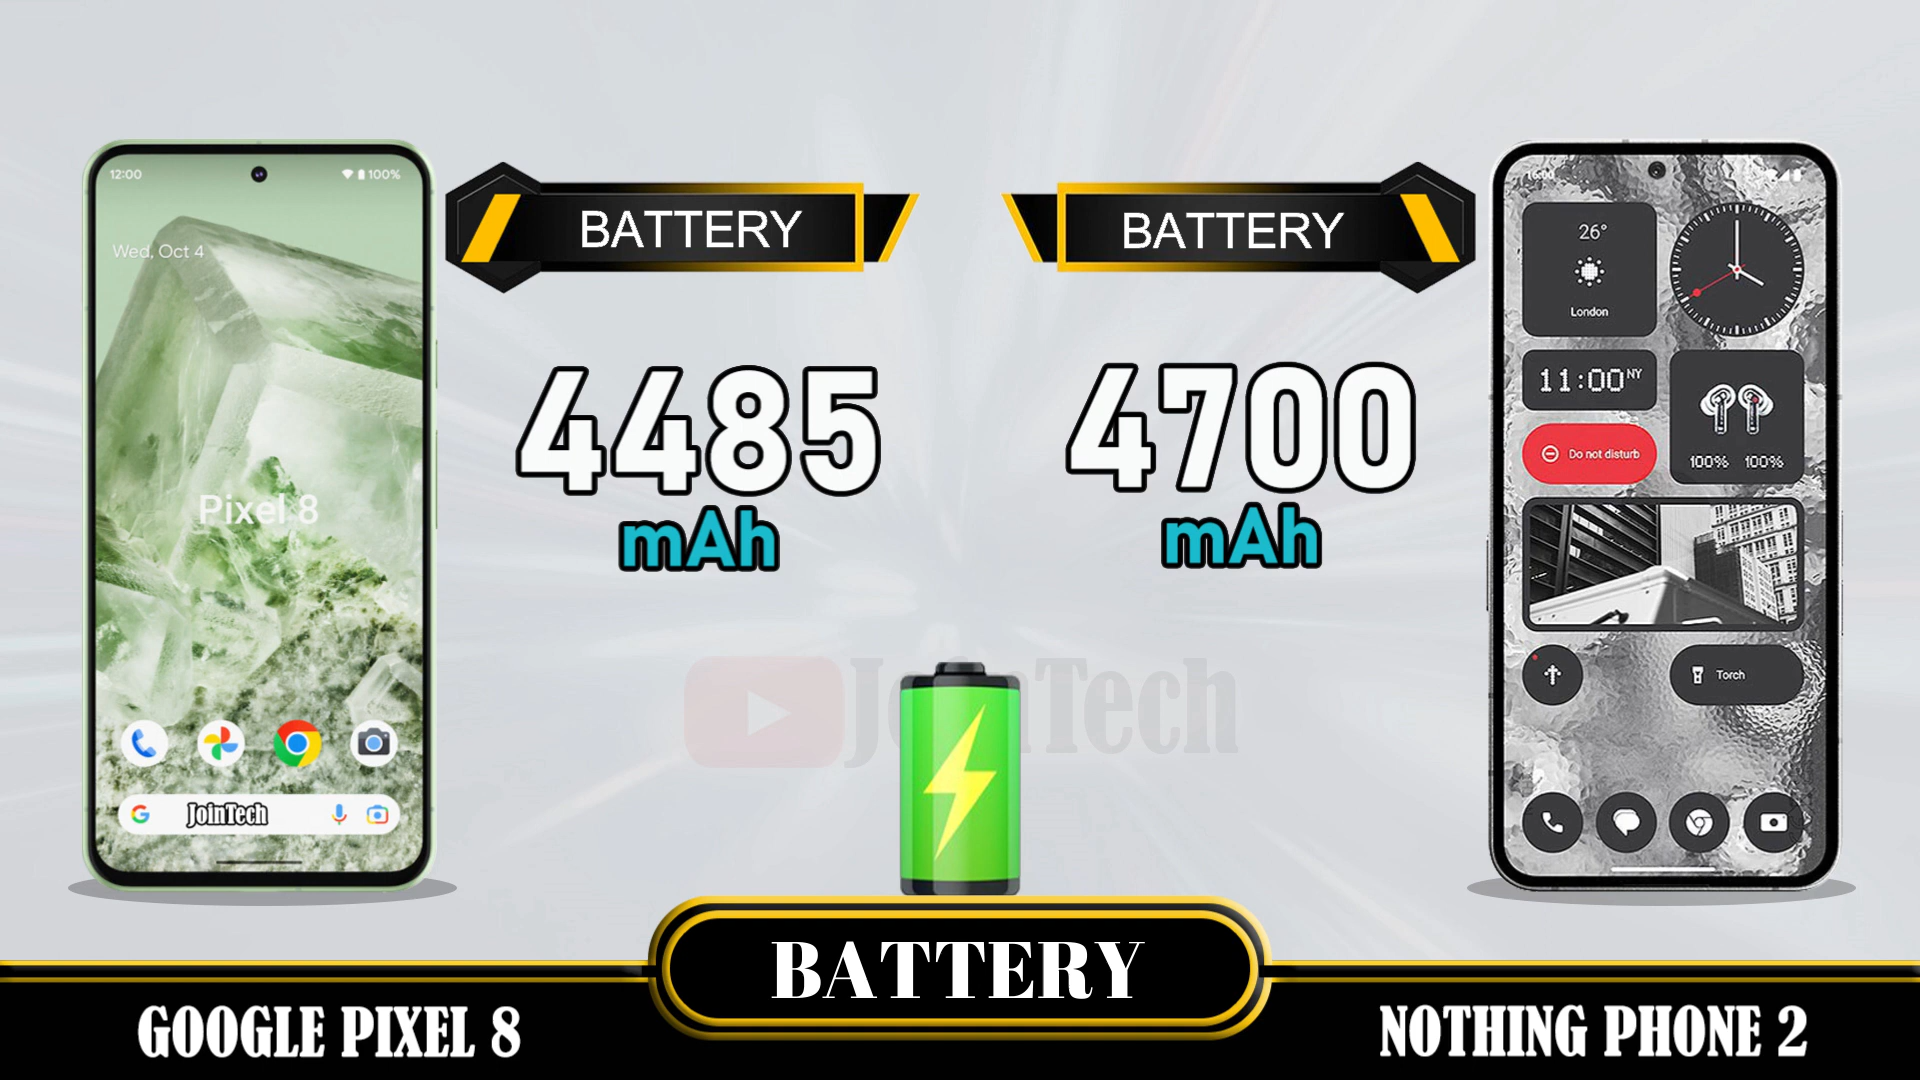 12:00
100%
Wed, Oct 4
Pixel 8
JoinTech
BATTERY
4485
mAh
BATTERY
4700
mAh
JoinTech
26°
London
11:00 NY
100% 100%
Do not disturb
Torch
BATTERY
GOOGLE PIXEL 8
NOTHING PHONE 2